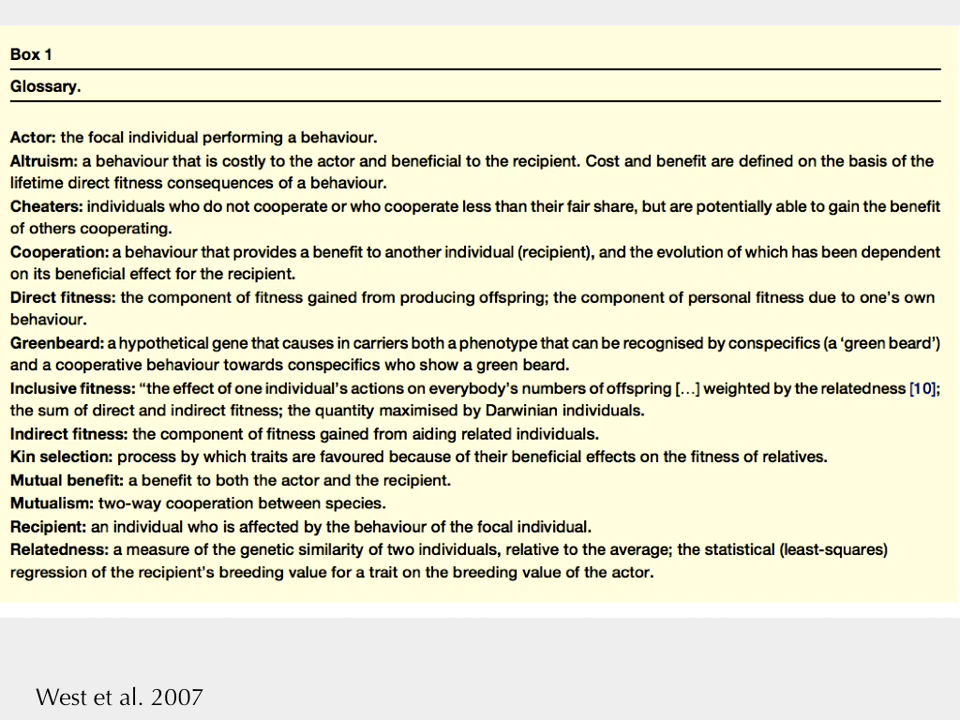 Box 1
Glossary.
Actor: the focal individual performing a behaviour.
Altruism: a behaviour that is costly to the actor and beneficial to the recipient. Cost and benefit are defined on the basis of the
lifetime direct fitness consequences of a behaviour.
Cheaters: individuals who do not cooperate or who cooperate less than their fair share, but are potentially able to gain the benefit
of others cooperating.
Cooperation: a behaviour that provides a benefit to another individual (recipient), and the evolution of which has been dependent
on its beneficial effect for the recipient.
Direct fitness: the component of fitness gained from producing offspring; the component of personal fitness due to one’s own
behaviour.
Greenbeard: a hypothetical gene that causes in carriers both a phenotype that can be recognised by conspecifics (a ‘green beard’)
and a cooperative behaviour towards conspecifics who show a green beard.
Inclusive fitness: “the effect of one individual’s actions on everybody’s numbers of offspring […] weighted by the relatedness [10];
the sum of direct and indirect fitness; the quantity maximised by Darwinian individuals.
Indirect fitness: the component of fitness gained from aiding related individuals.
Kin selection: process by which traits are favoured because of their beneficial effects on the fitness of relatives.
Mutual benefit: a benefit to both the actor and the recipient.
Mutualism: two-way cooperation between species.
Recipient: an individual who is affected by the behaviour of the focal individual.
Relatedness: a measure of the genetic similarity of two individuals, relative to the average; the statistical (least-squares)
regression of the recipient’s breeding value for a trait on the breeding value of the actor.
West et al. 2007